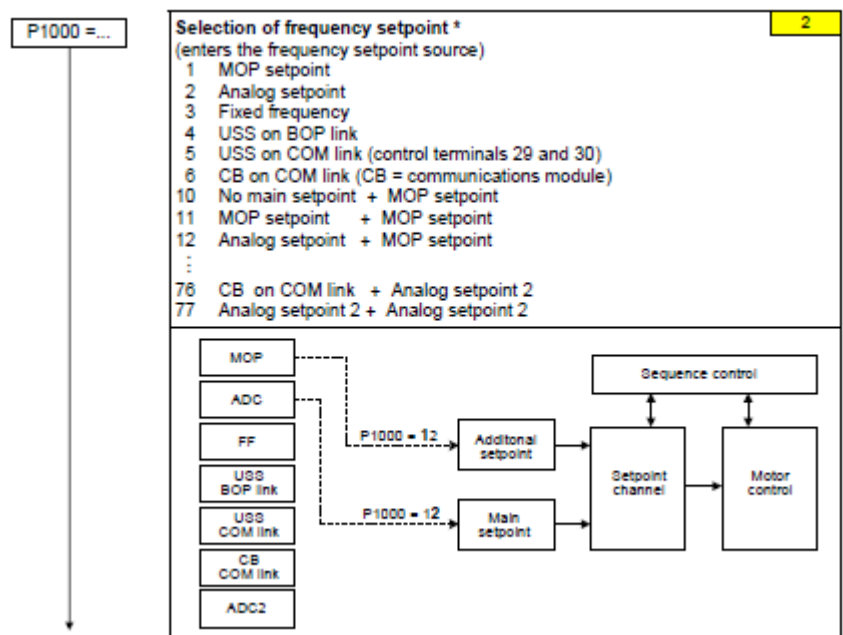 P1000 =...
Selection of frequency setpoint *
2
(enters the frequency setpoint source)
1 MOP setpoint
2 Analog setpoint
3 Fixed frequency
4 USS on BOP link
5 USS on COM link (control terminals 29 and 30)
6 CB on COM link (CB = communications module)
10 No main setpoint + MOP setpoint
11 MOP setpoint + MOP setpoint
12 Analog setpoint + MOP setpoint
⋮
76 CB on COM link + Analog setpoint 2
77 Analog setpoint 2 + Analog setpoint 2
MOP
ADC
FF
USS
BOP link
USS
COM link
CB
COM link
ADC2
P1000 = 12
P1000 = 12
Additonal
setpoint
Main
setpoint
Sequence control
Setpoint
channel
Motor
control